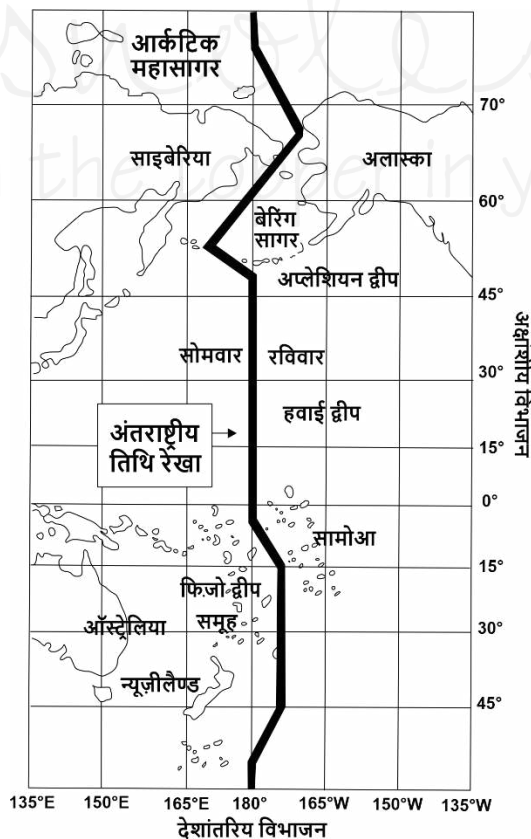 आर्कटिक
महासागर
70°
साइबेरिया
अलास्का
60°
बेरिंग
सागर
अप्लेशियन द्वीप
45°
सोमवार रविवार
30°
अक्षांशीय विभाजन
हवाई द्वीप
अंतराष्ट्रीय
तिथि रेखा
15°
0°
सामोआ
15°
फिजो द्वीप
समूह
ऑस्ट्रेलिया
30°
न्यूज़ीलैण्ड
45°
135°E 150°E 165°E 180° 165°W 150°W 135°W
देशांतरिय विभाजन